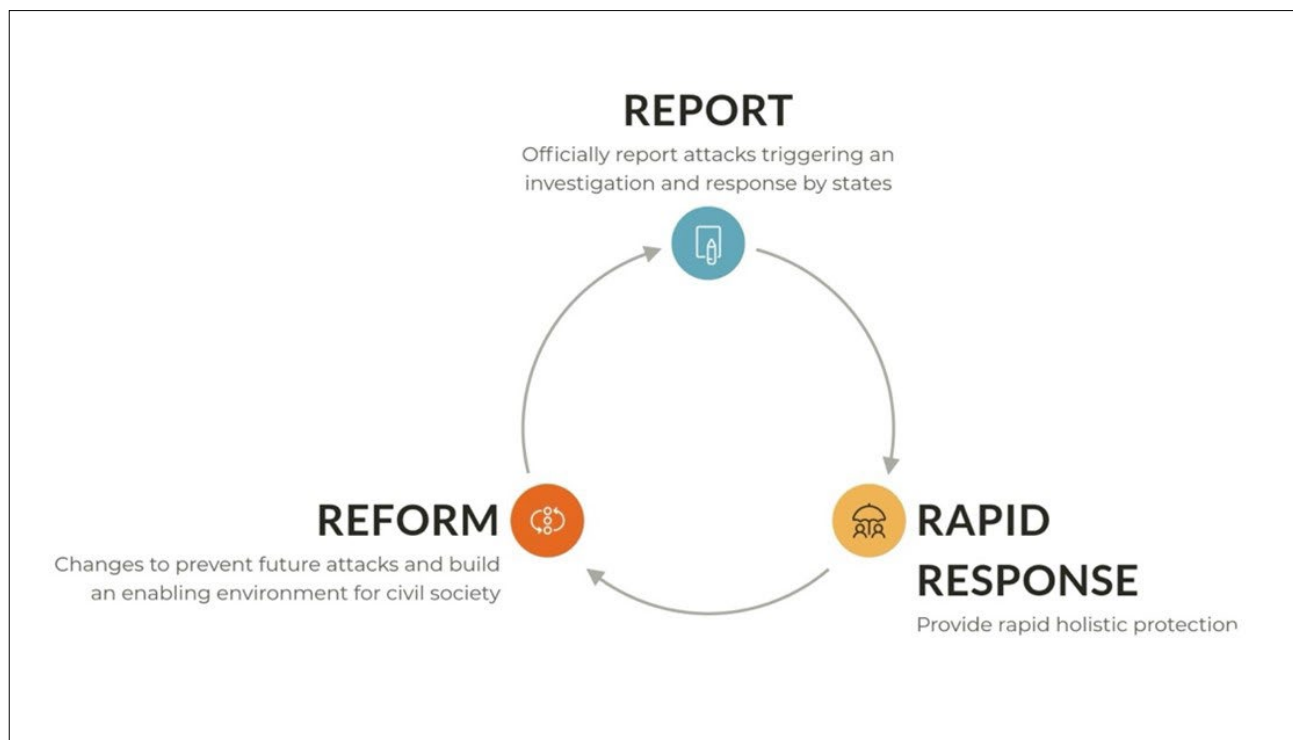 REPORT
Officially report attacks triggering an
investigation and response by states
REFORM
Changes to prevent future attacks and build
an enabling environment for civil society
RAPID
RESPONSE
Provide rapid holistic protection